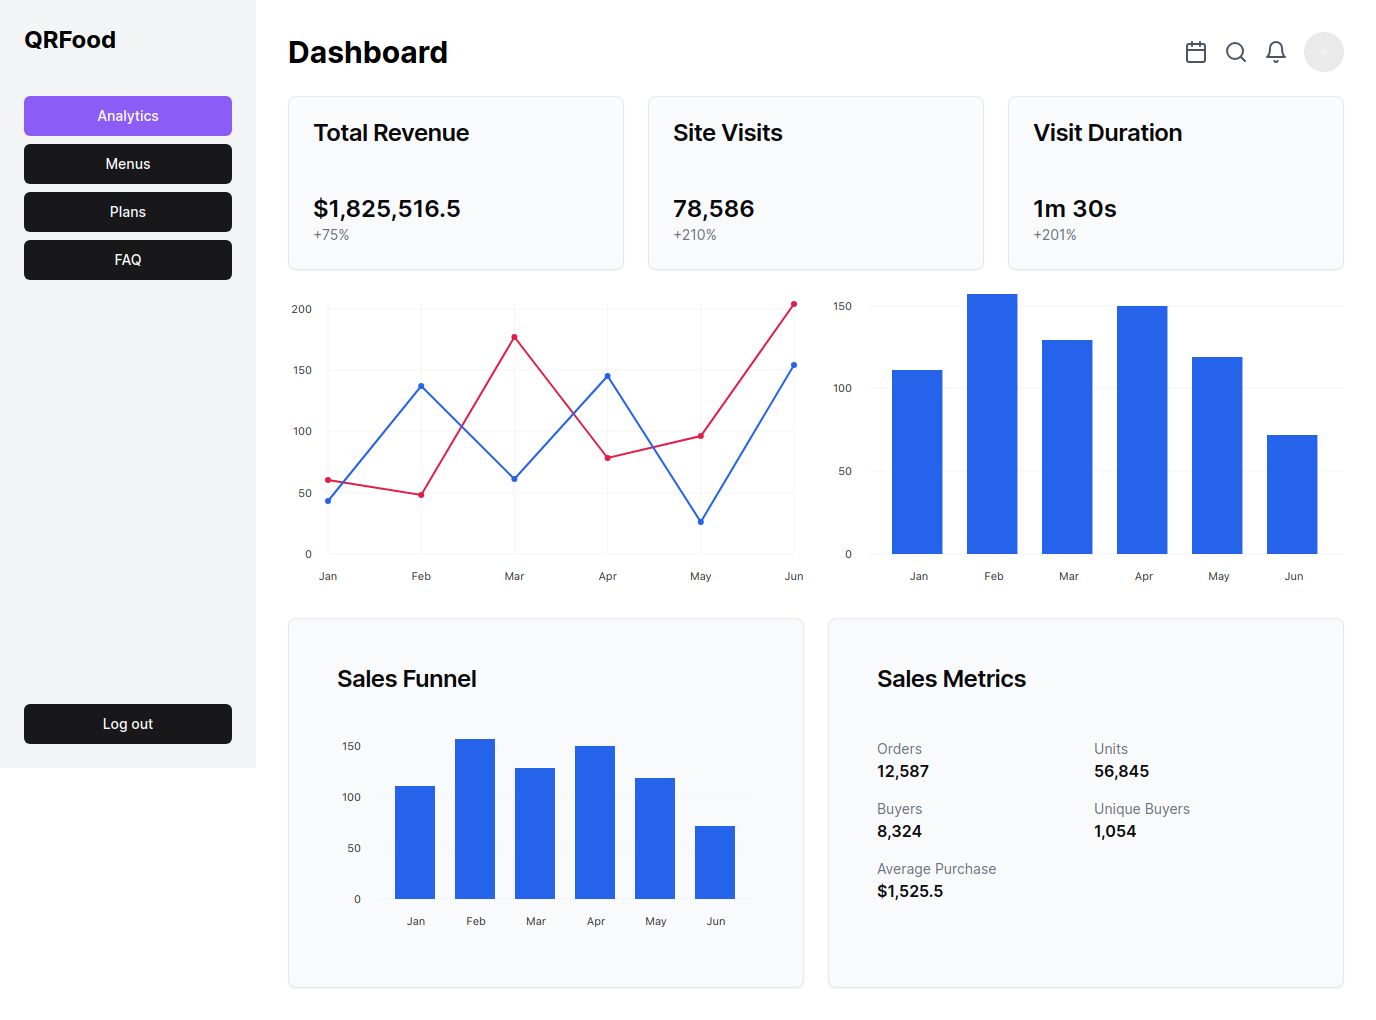 QRFood
Analytics
Menus
Plans
FAQ
Log out
Dashboard
Total Revenue
$1,825,516.5
+75%
Site Visits
78,586
+210%
Visit Duration
1m 30s
+201%
200
150
100
50
0
Jan Feb Mar Apr May Jun
150
100
50
0
Jan Feb Mar Apr May Jun
Sales Funnel
150
100
50
0
Jan Feb Mar Apr May Jun
Sales Metrics
Orders
12,587
Units
56,845
Buyers
8,324
Unique Buyers
1,054
Average Purchase
$1,525.5